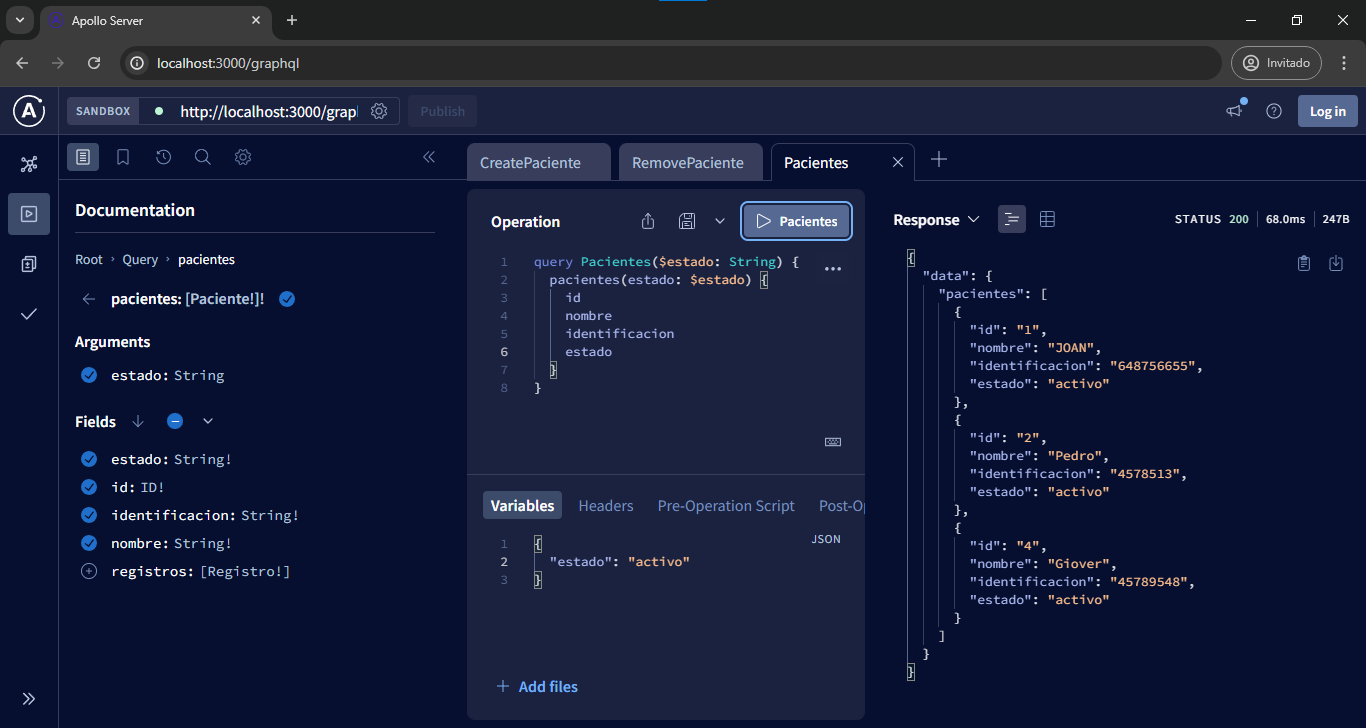 Apollo Server
localhost:3000/graphql
Invitado
SANDBOX
http://localhost:3000/grap
Publish
Log in
Documentation
Root › Query › pacientes
pacientes: [Paciente!]!
Arguments
estado: String
Fields
estado: String!
id: ID!
identificacion: String!
nombre: String!
registros: [Registro!]
CreatePaciente
RemovePaciente
Pacientes
Operation
Pacientes
1 query Pacientes($estado: String) {
2 pacientes(estado: $estado) {
3 id
4 nombre
5 identificacion
6 estado
7 }
8 }
Variables
Headers
Pre-Operation Script
Post-Op
JSON
1 {
2 "estado": "activo"
3 }
+ Add files
Response
STATUS 200
68.0ms
247B
{
"data": {
"pacientes": [
{
"id": "1",
"nombre": "JOAN",
"identificacion": "648756655",
"estado": "activo"
},
{
"id": "2",
"nombre": "Pedro",
"identificacion": "4578513",
"estado": "activo"
},
{
"id": "4",
"nombre": "Giover",
"identificacion": "45789548",
"estado": "activo"
}
]
}
}